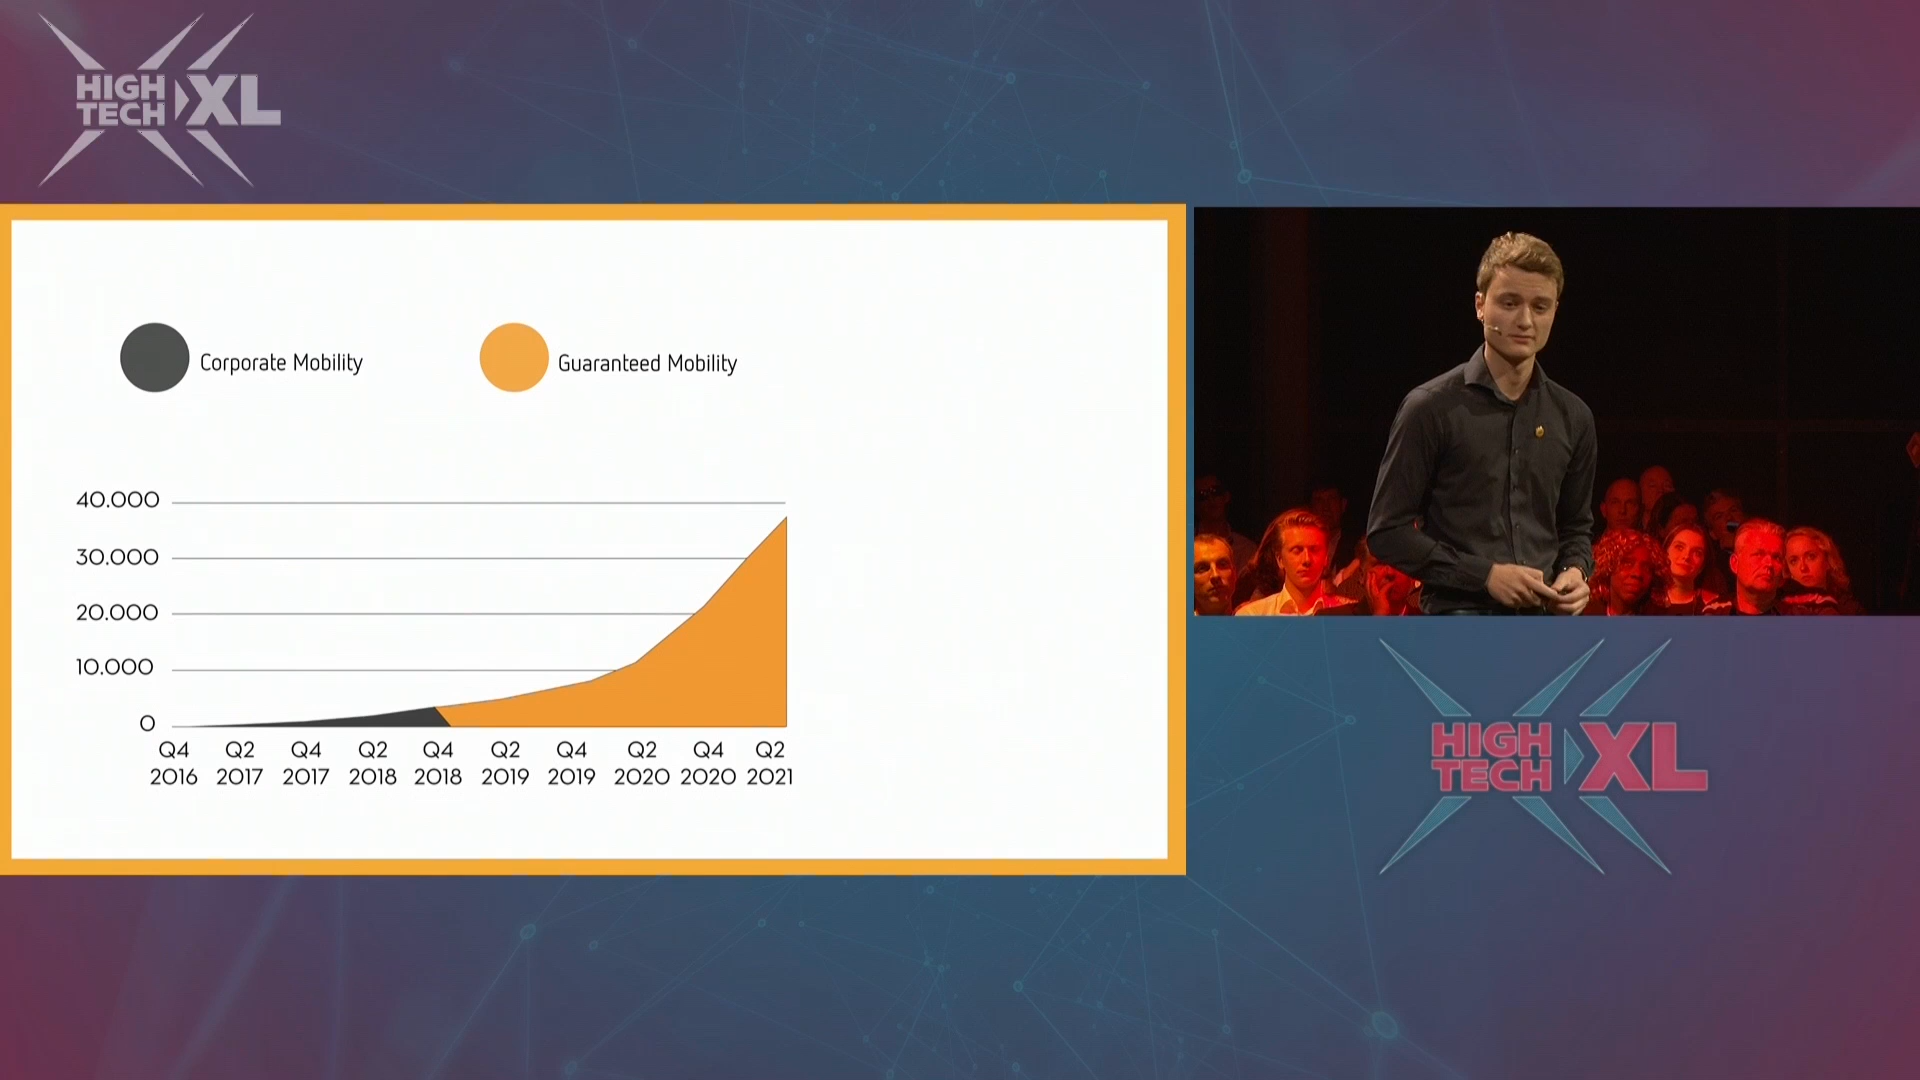 HIGH
TECH XL
Corporate Mobility
Guaranteed Mobility
40.000
30.000
20.000
10.000
0
Q4 Q2 Q4 Q2 Q4 Q2 Q4 Q2 Q4 Q2
2016 2017 2017 2018 2018 2019 2019 2020 2020 2021
HIGH
TECH XL